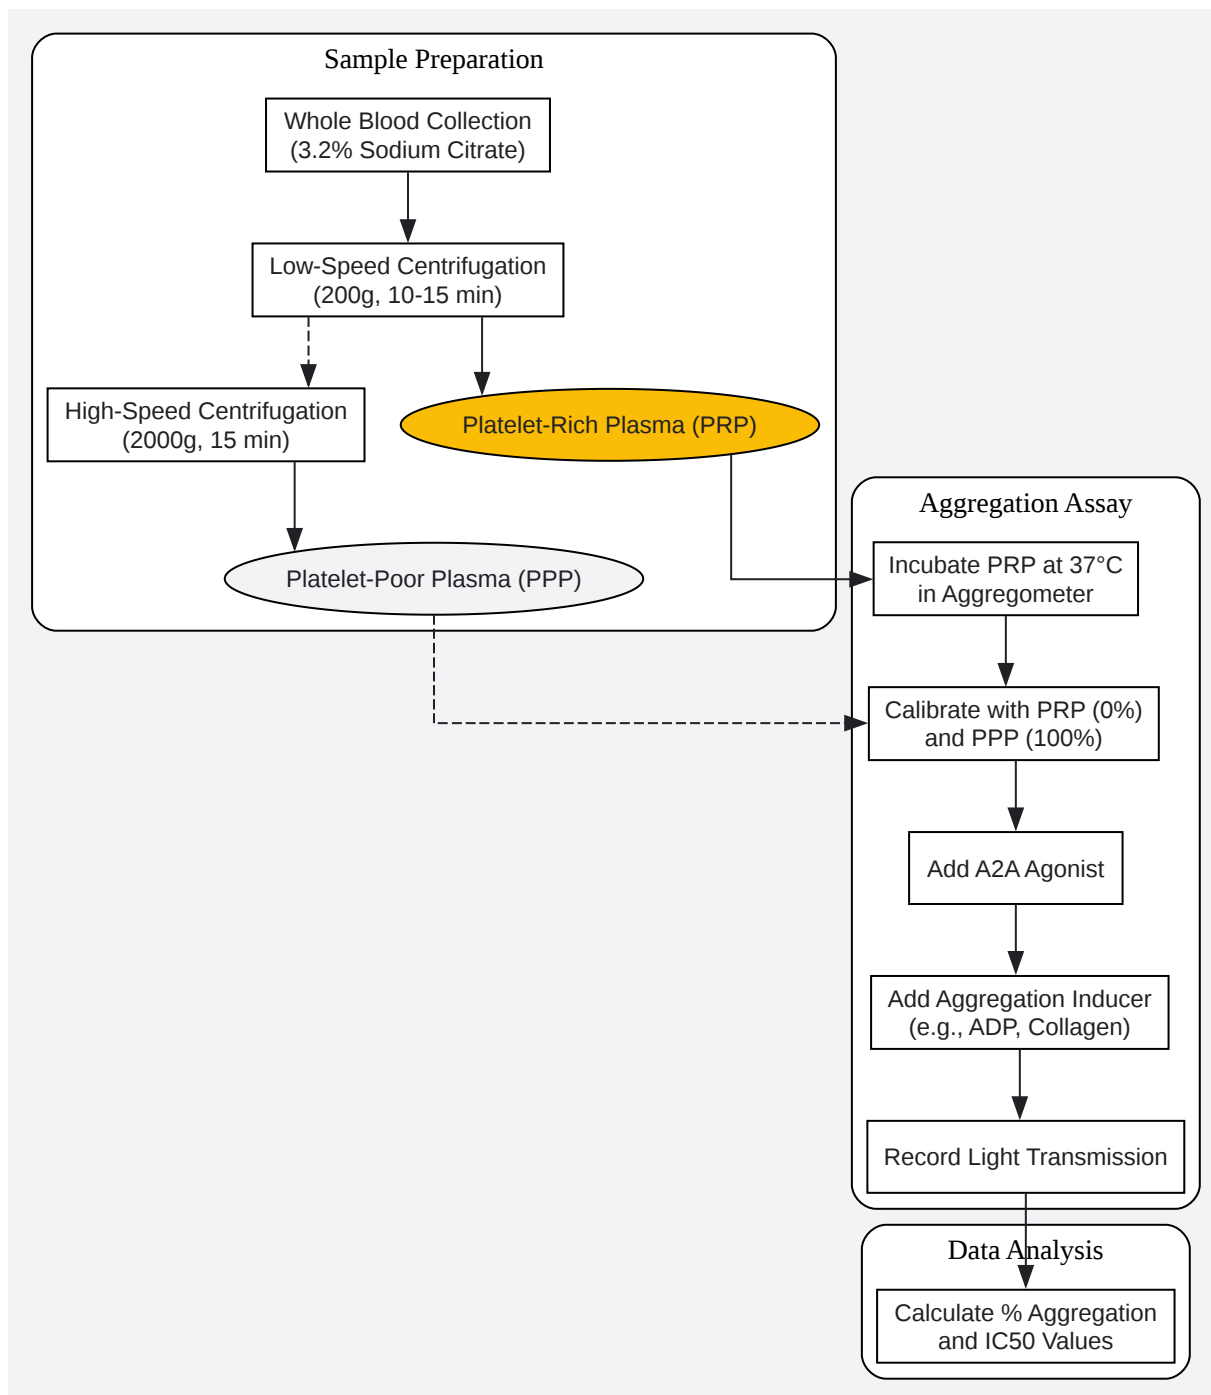 Sample Preparation
Whole Blood Collection
(3.2% Sodium Citrate)
Low-Speed Centrifugation
(200g, 10-15 min)
High-Speed Centrifugation
(2000g, 15 min)
Platelet-Rich Plasma (PRP)
Platelet-Poor Plasma (PPP)
Aggregation Assay
Incubate PRP at 37°C
in Aggregometer
Calibrate with PRP (0%)
and PPP (100%)
Add A2A Agonist
Add Aggregation Inducer
(e.g., ADP, Collagen)
Record Light Transmission
Data Analysis
Calculate % Aggregation
and IC50 Values